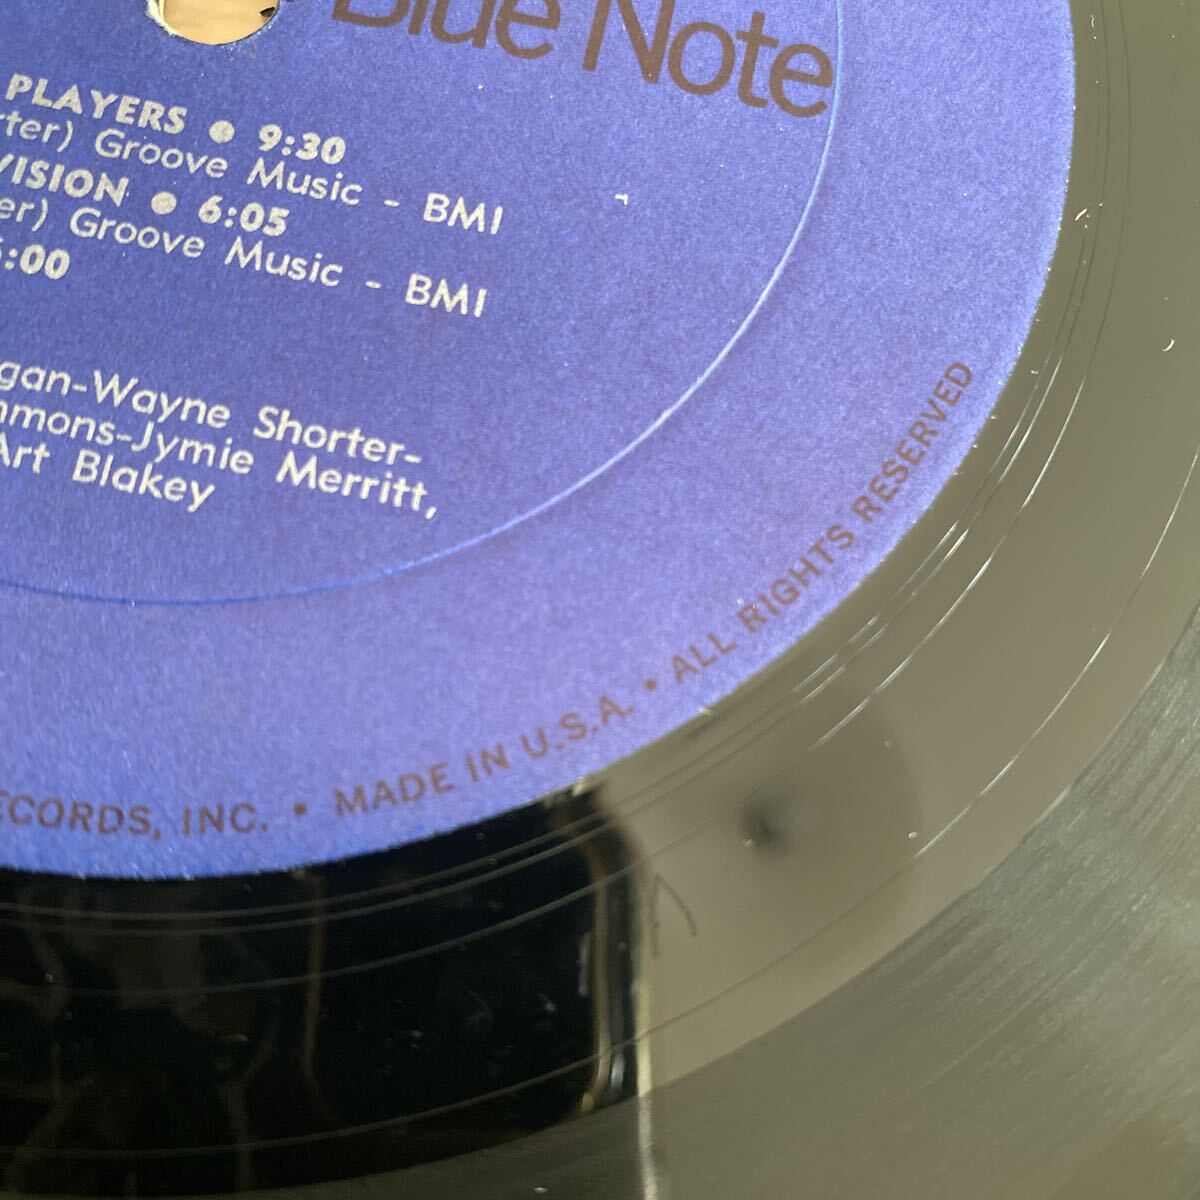 Blue Note
PLAYERS • 9:30
rter) Groove Music - BMI
VISION • 6:05
er) Groove Music - BMI
6:00
gan-Wayne Shorter-
mmons-Jymie Merritt,
Art Blakey
ECORDS, INC. • MADE IN U.S.A. • ALL RIGHTS RESERVED